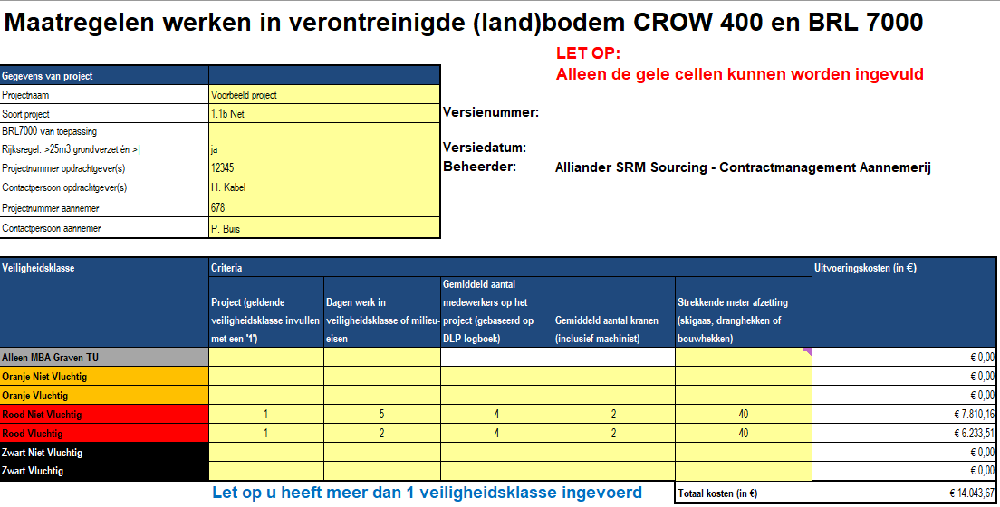 Maatregelen werken in verontreinigde (land)bodem CROW 400 en BRL 7000
LET OP:
Alleen de gele cellen kunnen worden ingevuld
Gegevens van project
Projectnaam Voorbeeld project
Soort project 1.1b Net
Versienummer:
BRL7000 van toepassing
Rijksregel: >25m3 grondverzet én >| ja
Versiedatum:
Projectnummer opdrachtgever(s) 12345
Beheerder: Alliander SRM Sourcing - Contractmanagement Aannemerij
Contactpersoon opdrachtgever(s) H. Kabel
Projectnummer aannemer 678
Contactpersoon aannemer P. Buis
Veiligheidsklasse Criteria Uitvoeringskosten (in €)
Project (geldende
veiligheidsklasse invullen
met een '1')
Dagen werk in
veiligheidsklasse of milieu-
eisen
Gemiddeld aantal
medewerkers op het
project (gebaseerd op
DLP-logboek)
Gemiddeld aantal kranen
(inclusief machinist)
Strekkende meter afzetting
(skigaas, dranghekken of
bouwhekken)
Alleen MBA Graven TU € 0,00
Oranje Niet Vluchtig € 0,00
Oranje Vluchtig € 0,00
Rood Niet Vluchtig 1 5 4 2 40 € 7.810,16
Rood Vluchtig 1 2 4 2 40 € 6.233,51
Zwart Niet Vluchtig € 0,00
Zwart Vluchtig € 0,00
Let op u heeft meer dan 1 veiligheidsklasse ingevoerd Totaal kosten (in €) € 14.043,67